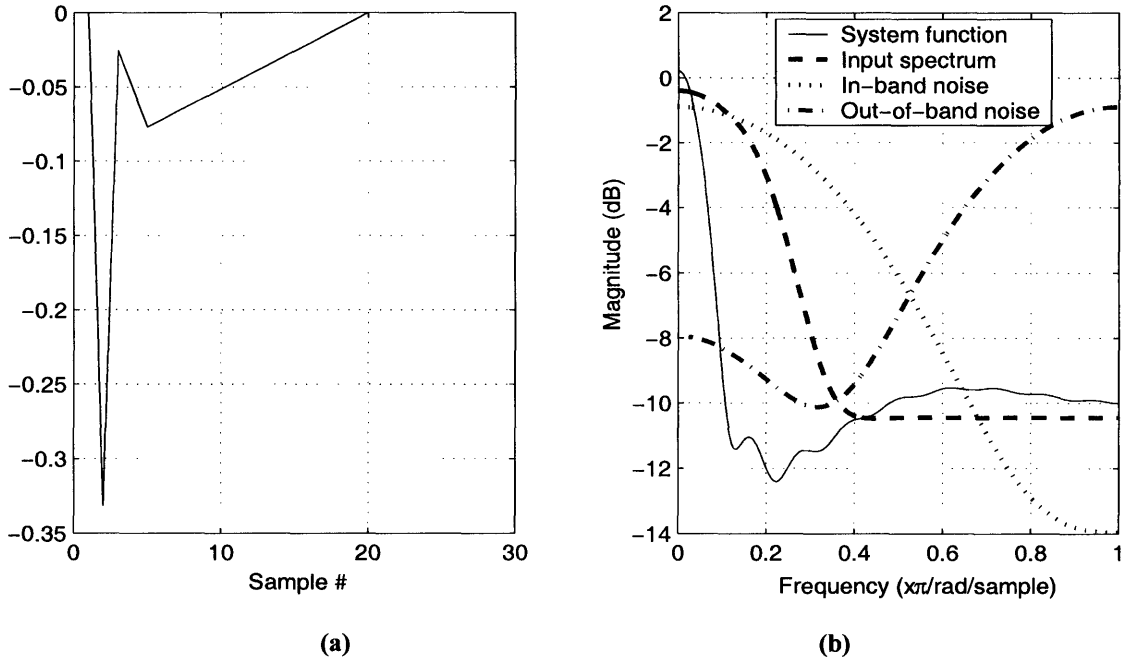 0
−0.05
−0.1
−0.15
−0.2
−0.25
−0.3
−0.35
0 10 20 30
Sample #
(a)
2
0
−2
−4
−6
−8
−10
−12
−14
Magnitude (dB)
System function
Input spectrum
In−band noise
Out−of−band noise
0 0.2 0.4 0.6 0.8 1
Frequency (xπ/rad/sample)
(b)